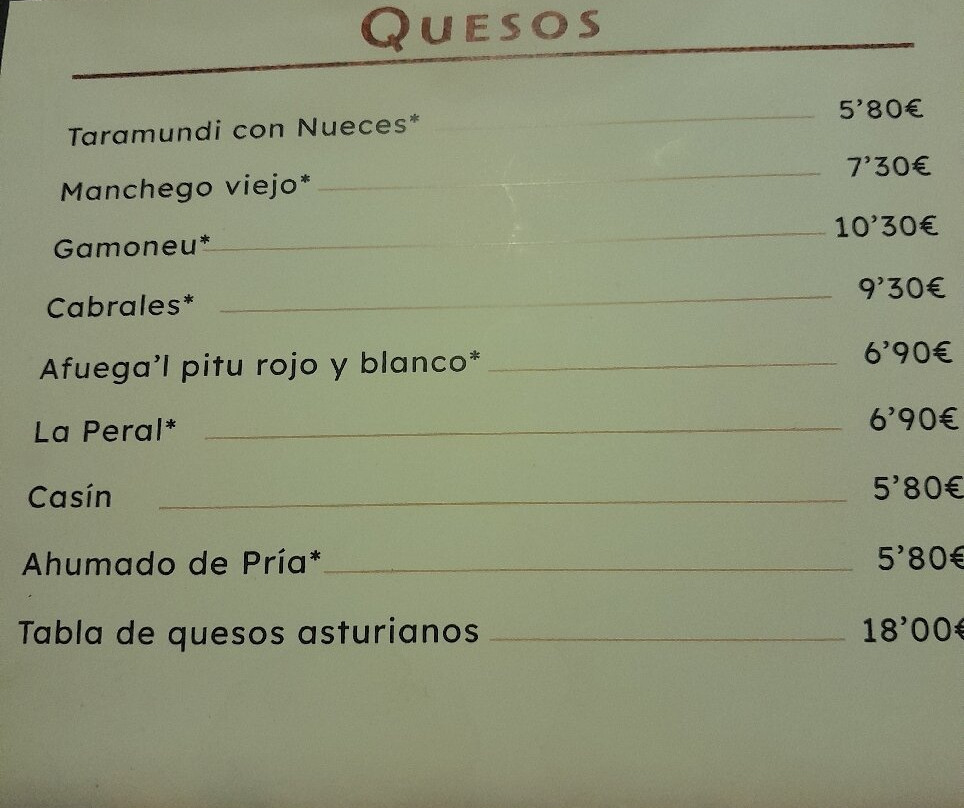 QUESOS
Taramundi con Nueces* 5'80€
Manchego viejo* 7'30€
Gamoneu* 10'30€
Cabrales* 9'30€
Afuega'l pitu rojo y blanco* 6'90€
La Peral* 6'90€
Casín 5'80€
Ahumado de Pría* 5'80€
Tabla de quesos asturianos 18'00€